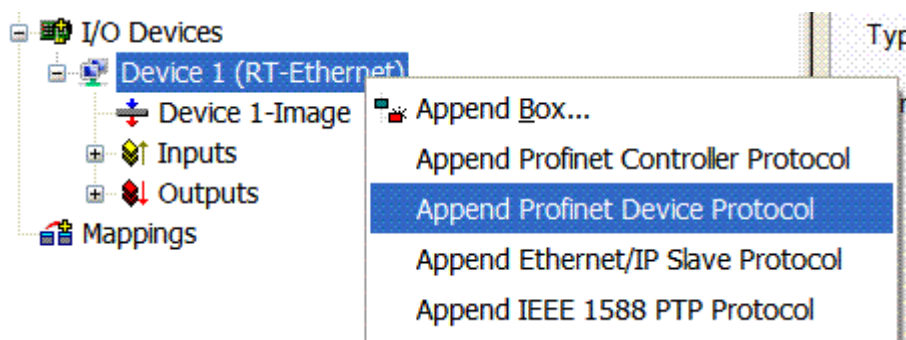 I/O Devices
Device 1 (RT-Ethernet)
Device 1-Image
Inputs
Outputs
Mappings
Append Box...
Append Profinet Controller Protocol
Append Profinet Device Protocol
Append Ethernet/IP Slave Protocol
Append IEEE 1588 PTP Protocol